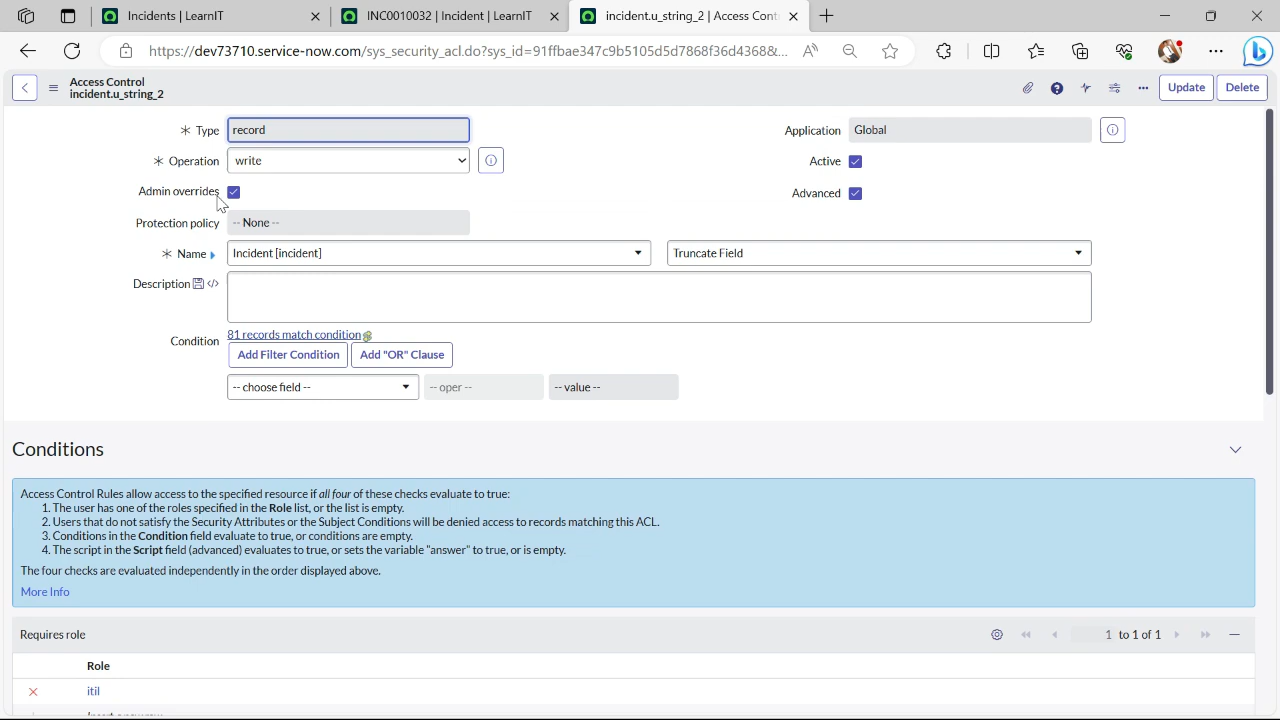 Incidents | LearnIT
INC0010032 | Incident | LearnIT
incident.u_string_2 | Access Cont
https://dev73710.service-now.com/sys_security_acl.do?sys_id=91ffbae347c9b5105d5d7868f36d4368&...
Access Control
incident.u_string_2
Update
Delete
Type
record
Application
Global
Operation
write
Active
Admin overrides
Advanced
Protection policy
-- None --
Name
Incident [incident]
Truncate Field
Description
Condition
81 records match condition
Add Filter Condition
Add "OR" Clause
-- choose field --
-- oper --
-- value --
Conditions
Access Control Rules allow access to the specified resource if all four of these checks evaluate to true:
1. The user has one of the roles specified in the Role list, or the list is empty.
2. Users that do not satisfy the Security Attributes or the Subject Conditions will be denied access to records matching this ACL.
3. Conditions in the Condition field evaluate to true, or conditions are empty.
4. The script in the Script field (advanced) evaluates to true, or sets the variable "answer" to true, or is empty.
The four checks are evaluated independently in the order displayed above.
More Info
Requires role
1 to 1 of 1
Role
itil